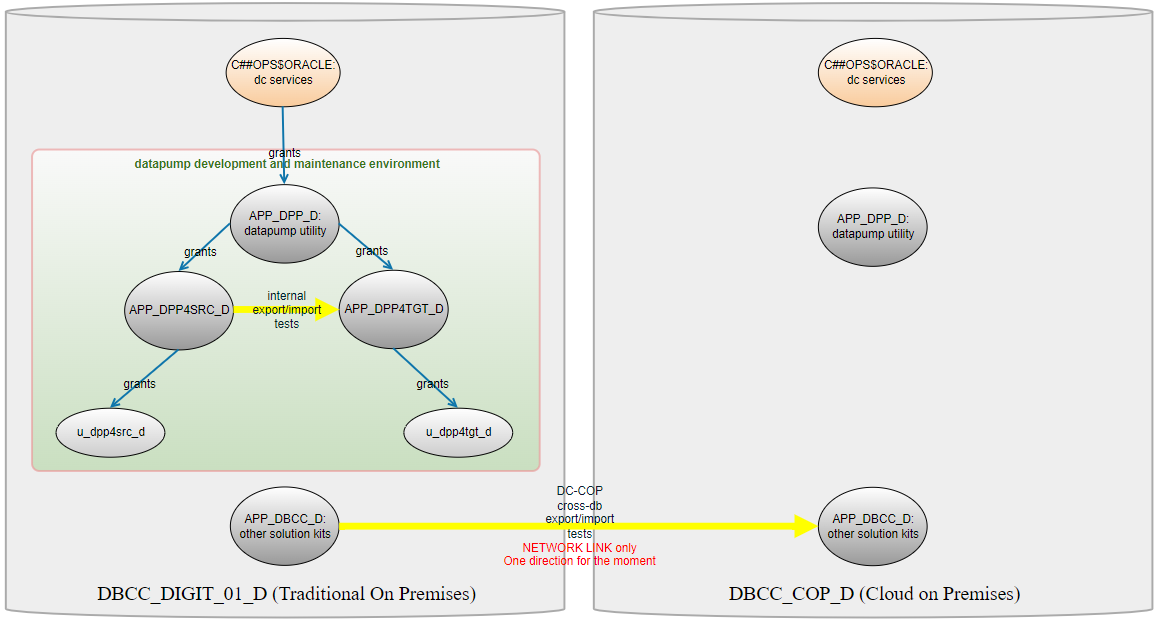 C##OPS$ORACLE:
dc services
grants
datapump development and maintenance environment
APP_DPP_D:
datapump utility
grants
grants
APP_DPP4SRC_D
internal
export/import
tests
APP_DPP4TGT_D
grants
grants
u_dpp4src_d
u_dpp4tgt_d
APP_DBCC_D:
other solution kits
DC-COP
cross-db
export/import
tests
NETWORK LINK only
One direction for the moment
DBCC_DIGIT_01_D (Traditional On Premises)
C##OPS$ORACLE:
dc services
APP_DPP_D:
datapump utility
APP_DBCC_D:
other solution kits
DBCC_COP_D (Cloud on Premises)